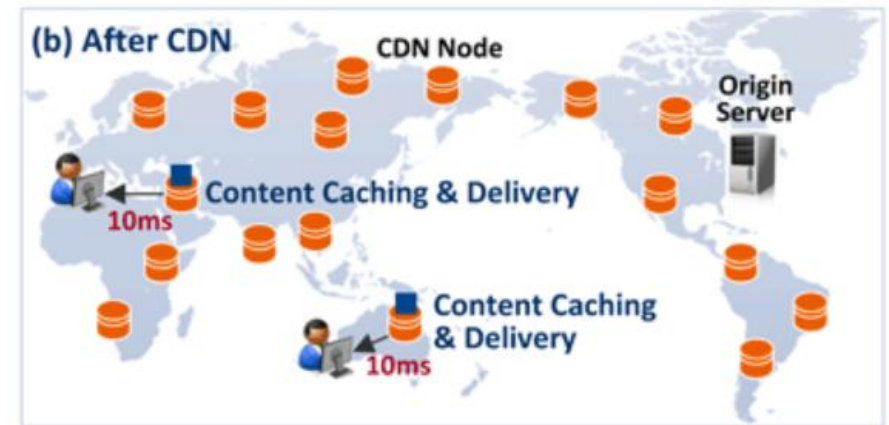 (b) After CDN
CDN Node
Origin
Server
Content Caching & Delivery
10ms
Content Caching
& Delivery
10ms